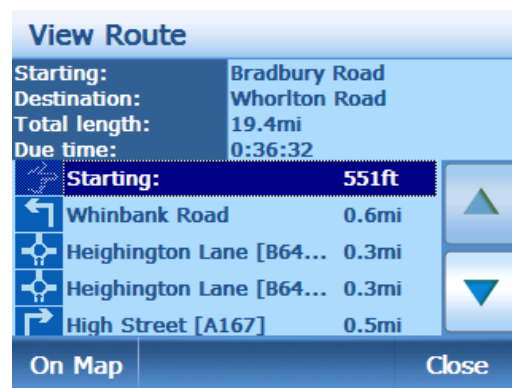 View Route
Starting: Bradbury Road
Destination: Whorlton Road
Total length: 19.4mi
Due time: 0:36:32
Starting: 551ft
Whinbank Road 0.6mi
Heighington Lane [B64... 0.3mi
Heighington Lane [B64... 0.3mi
High Street [A167] 0.5mi
On Map Close